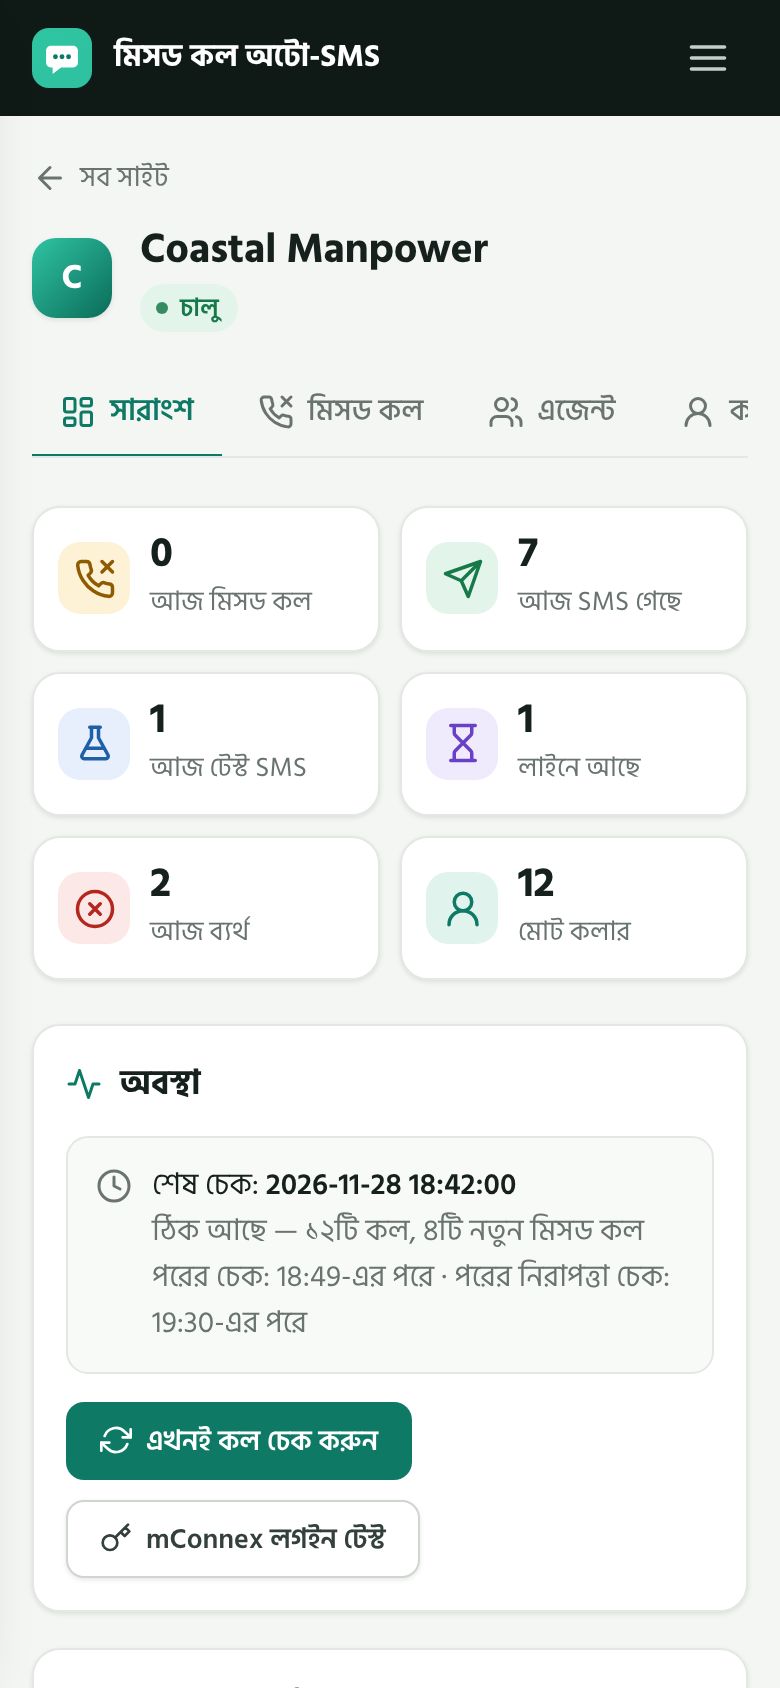 মিসড কল অটো-SMS
সব সাইট
C
Coastal Manpower
চালু
সারাংশ
মিসড কল
এজেন্ট
0
আজ মিসড কল
7
আজ SMS গেছে
1
আজ টেস্ট SMS
1
লাইনে আছে
2
আজ ব্যর্থ
12
মোট কলার
অবস্থা
শেষ চেক: 2026-11-28 18:42:00
ঠিক আছে — ১২টি কল, ৪টি নতুন মিসড কল
পরের চেক: 18:49-এর পরে · পরের নিরাপত্তা চেক:
19:30-এর পরে
এখনই কল চেক করুন
mConnex লগইন টেস্ট